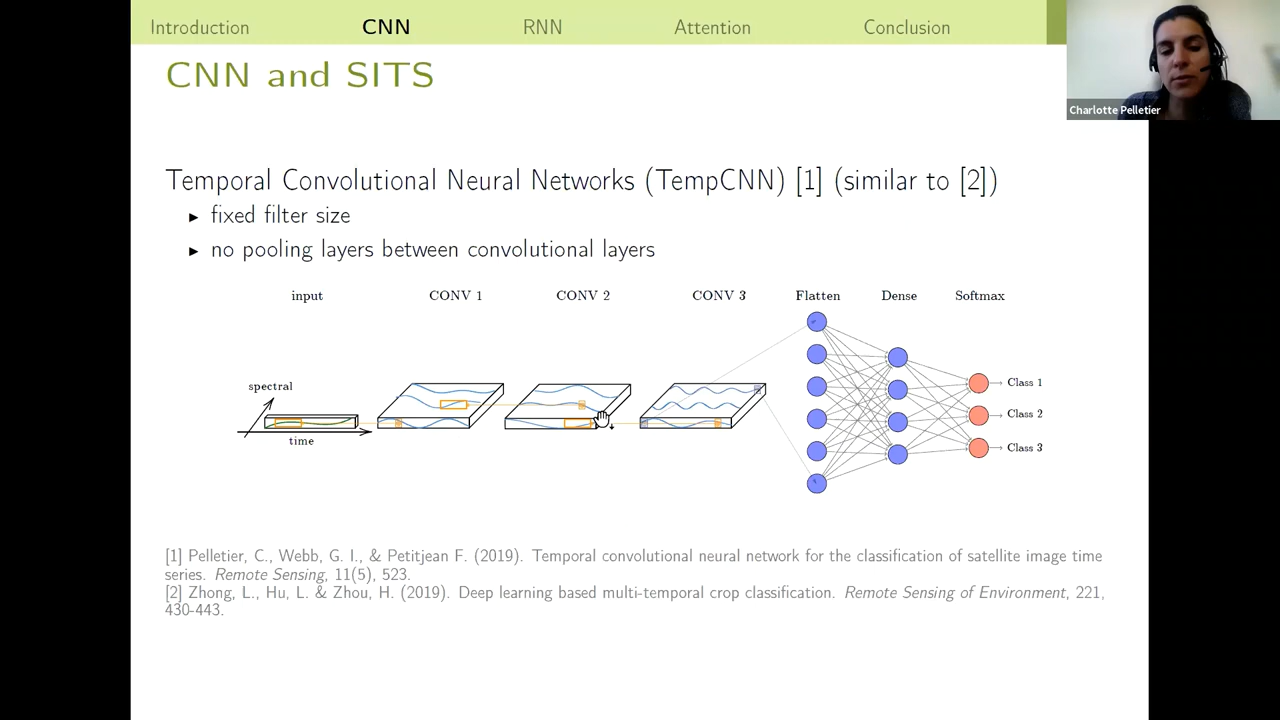 Introduction CNN RNN Attention Conclusion
CNN and SITS
Charlotte Pelletier
Temporal Convolutional Neural Networks (TempCNN) [1] (similar to [2])
▶ fixed filter size
▶ no pooling layers between convolutional layers
input CONV 1 CONV 2 CONV 3 Flatten Dense Softmax
spectral
time
Class 1
Class 2
Class 3
[1] Pelletier, C., Webb, G. I., & Petitjean F. (2019). Temporal convolutional neural network for the classification of satellite image time
series. Remote Sensing, 11(5), 523.
[2] Zhong, L., Hu, L. & Zhou, H. (2019). Deep learning based multi-temporal crop classification. Remote Sensing of Environment, 221,
430-443.